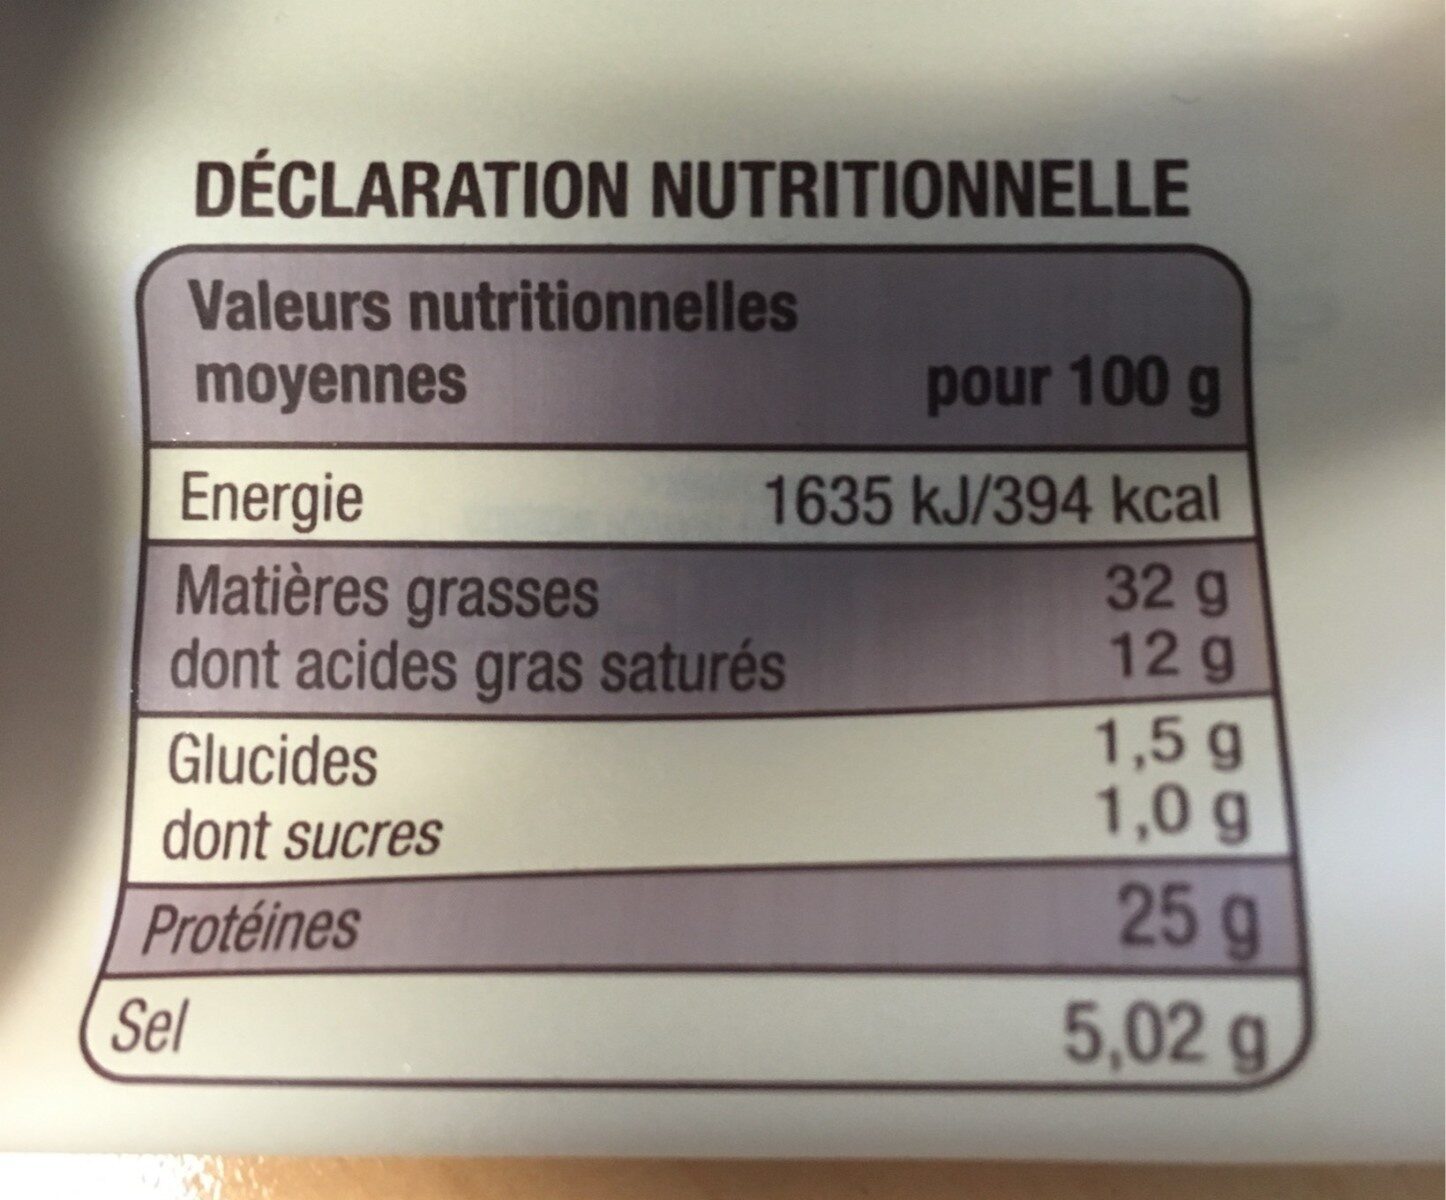 DÉCLARATION NUTRITIONNELLE
Valeurs nutritionnelles
moyennes pour 100 g
Energie 1635 kJ/394 kcal
Matières grasses 32 g
dont acides gras saturés 12 g
Glucides 1,5 g
dont sucres 1,0 g
Protéines 25 g
Sel 5,02 g